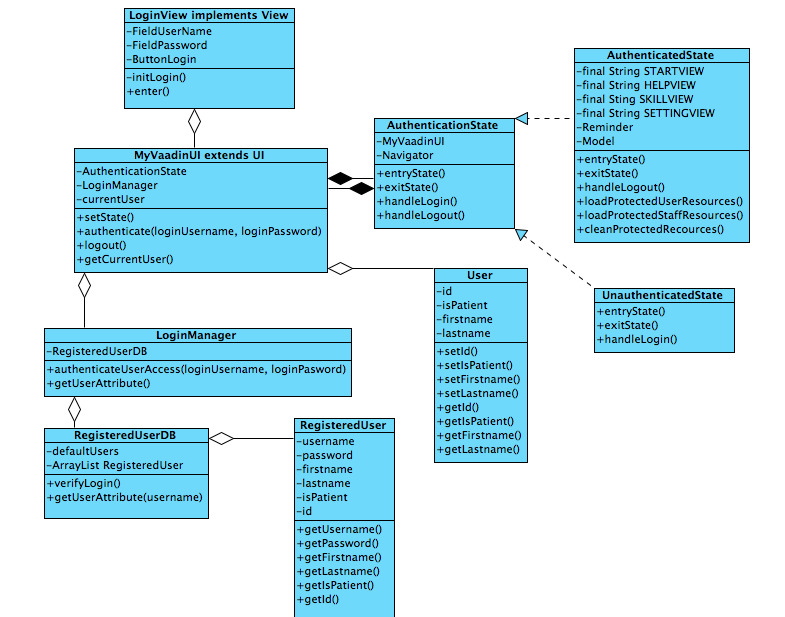 LoginView implements View
-FieldUserName
-FieldPassword
-ButtonLogin
-initLogin()
+enter()
AuthenticatedState
-final String STARTVIEW
-final String HELPVIEW
-final Sting SKILLVIEW
-final String SETTINGVIEW
-Reminder
-Model
+entryState()
+exitState()
+handleLogout()
+loadProtectedUserResources()
+loadProtectedStaffResources()
+cleanProtectedRecources()
AuthenticationState
-MyVaadinUI
-Navigator
+entryState()
+exitState()
+handleLogin()
+handleLogout()
MyVaadinUI extends UI
-AuthenticationState
-LoginManager
-currentUser
+setState()
+authenticate(loginUsername, loginPassword)
+logout()
+getCurrentUser()
User
-id
-isPatient
-firstname
-lastname
+setId()
+setIsPatient()
+setFirstname()
+setLastname()
+getId()
+getIsPatient()
+getFirstname()
+getLastname()
UnauthenticatedState
+entryState()
+exitState()
+handleLogin()
LoginManager
-RegisteredUserDB
+authenticateUserAccess(loginUsername, loginPasword)
+getUserAttribute()
RegisteredUserDB
-defaultUsers
-ArrayList RegisteredUser
+verifyLogin()
+getUserAttribute(username)
RegisteredUser
-username
-password
-firstname
-lastname
-isPatient
-id
+getUsername()
+getPassword()
+getFirstname()
+getLastname()
+getIsPatient()
+getId()